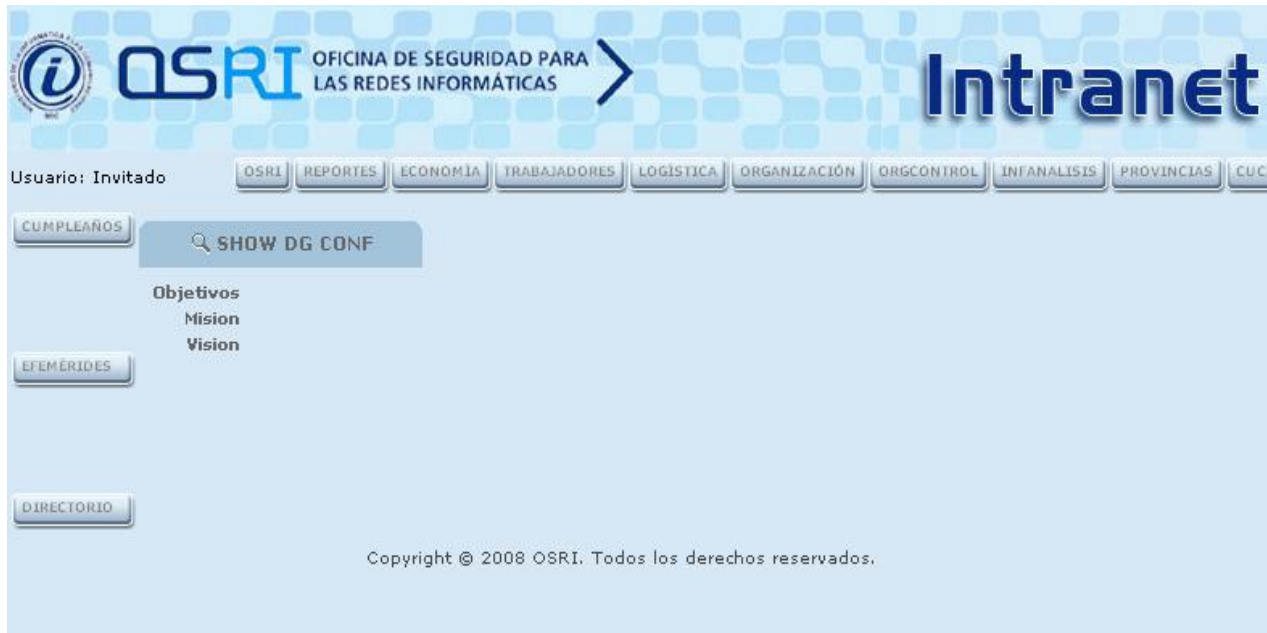 OSRI OFICINA DE SEGURIDAD PARA
LAS REDES INFORMÁTICAS
Intranet
Usuario: Invitado
OSRI REPORTES ECONOMÍA TRABAJADORES LOGÍSTICA ORGANIZACIÓN ORGCONTROL INFANALISIS PROVINCIAS CUC
CUMPLEAÑOS
SHOW DG CONF
Objetivos
Mision
Vision
EFEMÉRIDES
DIRECTORIO
Copyright © 2008 OSRI. Todos los derechos reservados.